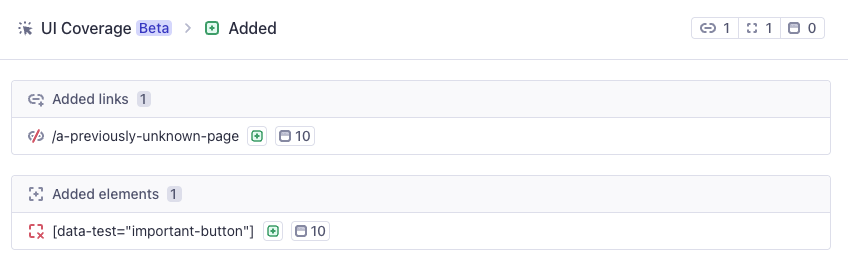 UI Coverage Beta > Added 1 1 0
Added links 1
/a-previously-unknown-page 10
Added elements 1
[data-test="important-button"] 10